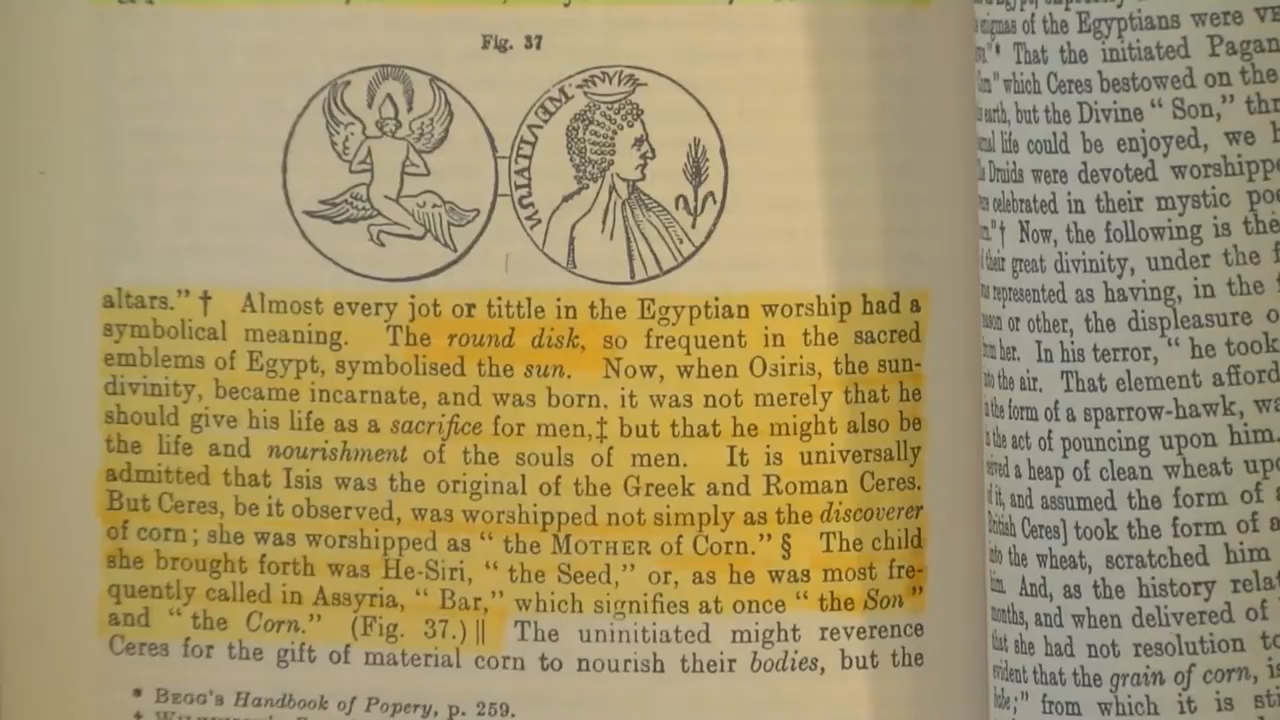 Fig. 37
NURIATIVEM
altars.” † Almost every jot or tittle in the Egyptian worship had a
symbolical meaning. The round disk, so frequent in the sacred
emblems of Egypt, symbolised the sun. Now, when Osiris, the sun-
divinity, became incarnate, and was born, it was not merely that he
should give his life as a sacrifice for men,‡ but that he might also be
the life and nourishment of the souls of men. It is universally
admitted that Isis was the original of the Greek and Roman Ceres.
But Ceres, be it observed, was worshipped not simply as the discoverer
of corn; she was worshipped as “ the MOTHER of Corn.” § The child
she brought forth was He-Siri, “ the Seed,” or, as he was most fre-
quently called in Assyria, “ Bar,” which signifies at once “ the Son ”
and “ the Corn.” (Fig. 37.) || The uninitiated might reverence
Ceres for the gift of material corn to nourish their bodies, but the
* BEGG's Handbook of Popery, p. 259.
of the Egyptians were
* That the initiated Pagan
which Ceres bestowed on the
earth, but the Divine “ Son,”
life could be enjoyed, we
Druids were devoted
celebrated in their mystic
† Now, the following is the
their great divinity, under the
represented as having, in the
or other, the displeasure
her. In his terror, “ he took
the air. That element
the form of a sparrow-hawk,
the act of pouncing upon him.
a heap of clean wheat
it, and assumed the form of
Ceres] took the form of a
the wheat, scratched him
And, as the history
months, and when delivered of
that she had not resolution to
evident that the grain of corn,
from which it is